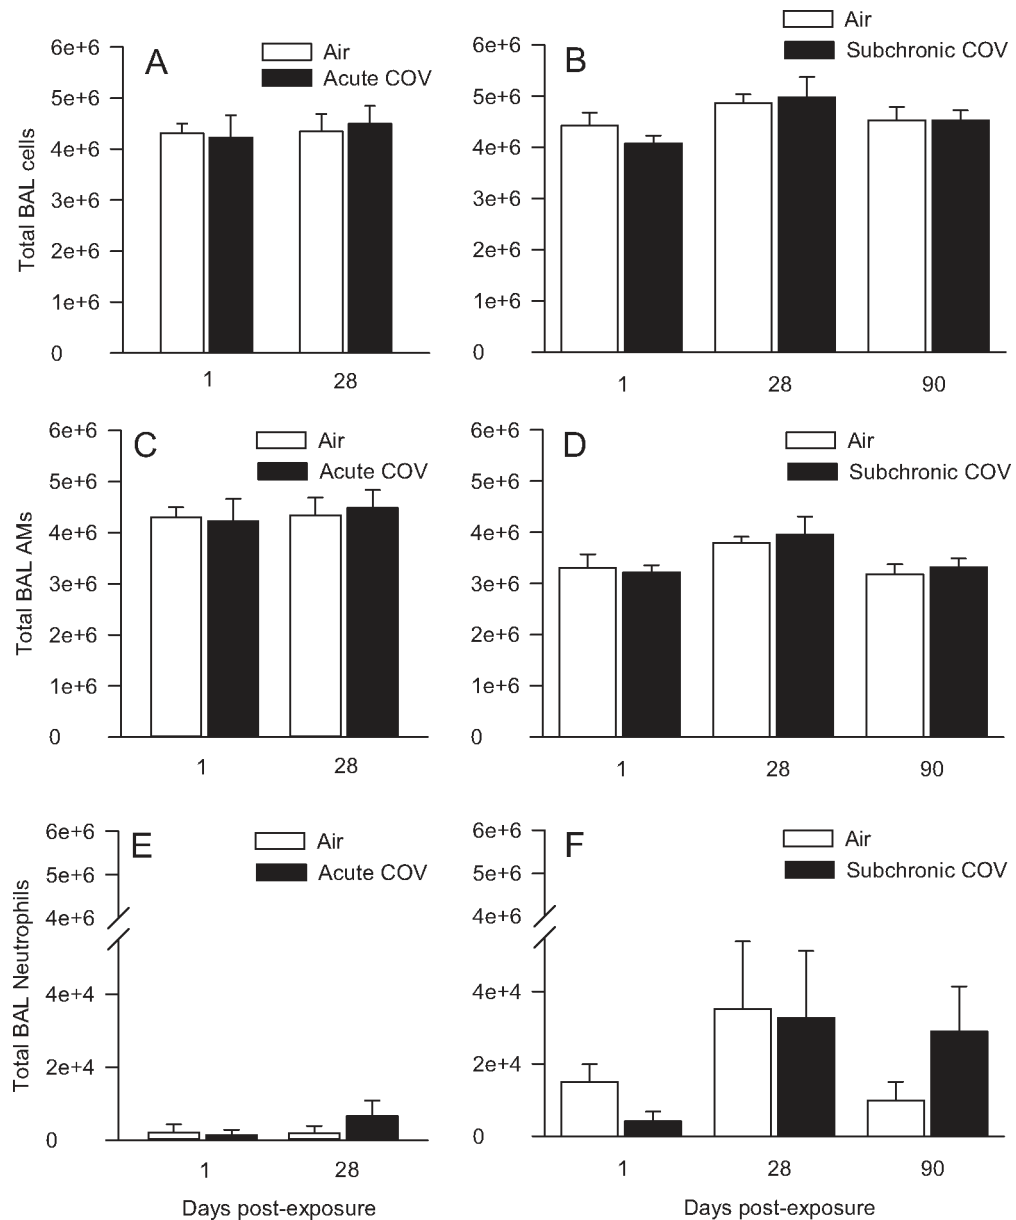 A
Air
Acute COV
Total BAL cells
6e+6
5e+6
4e+6
3e+6
2e+6
1e+6
0
1
28
B
Air
Subchronic COV
6e+6
5e+6
4e+6
3e+6
2e+6
1e+6
0
1
28
90
C
Air
Acute COV
Total BAL AMs
6e+6
5e+6
4e+6
3e+6
2e+6
1e+6
0
1
28
D
Air
Subchronic COV
6e+6
5e+6
4e+6
3e+6
2e+6
1e+6
0
1
28
90
E
Air
Acute COV
Total BAL Neutrophils
6e+6
5e+6
4e+6
4e+4
2e+4
0
1
28
Days post-exposure
F
Air
Subchronic COV
6e+6
5e+6
4e+6
4e+4
2e+4
0
1
28
90
Days post-exposure